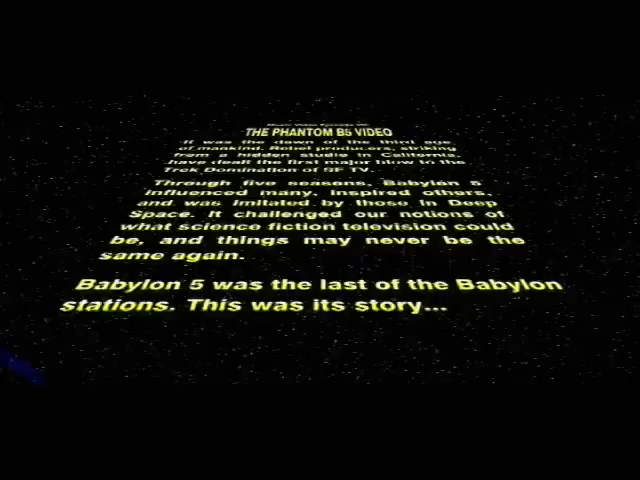 THE PHANTOM B5 VIDEO
It was the dawn of the third age
of mankind. Rebel producers, striking
from a hidden studio in California,
have dealt the first major blow to the
Trek Domination of SF TV.
Through five seasons, Babylon 5
influenced many, inspired others,
and was imitated by those in Deep
Space. It challenged our notions of
what science fiction television could
be, and things may never be the
same again.
Babylon 5 was the last of the Babylon
stations. This was its story...